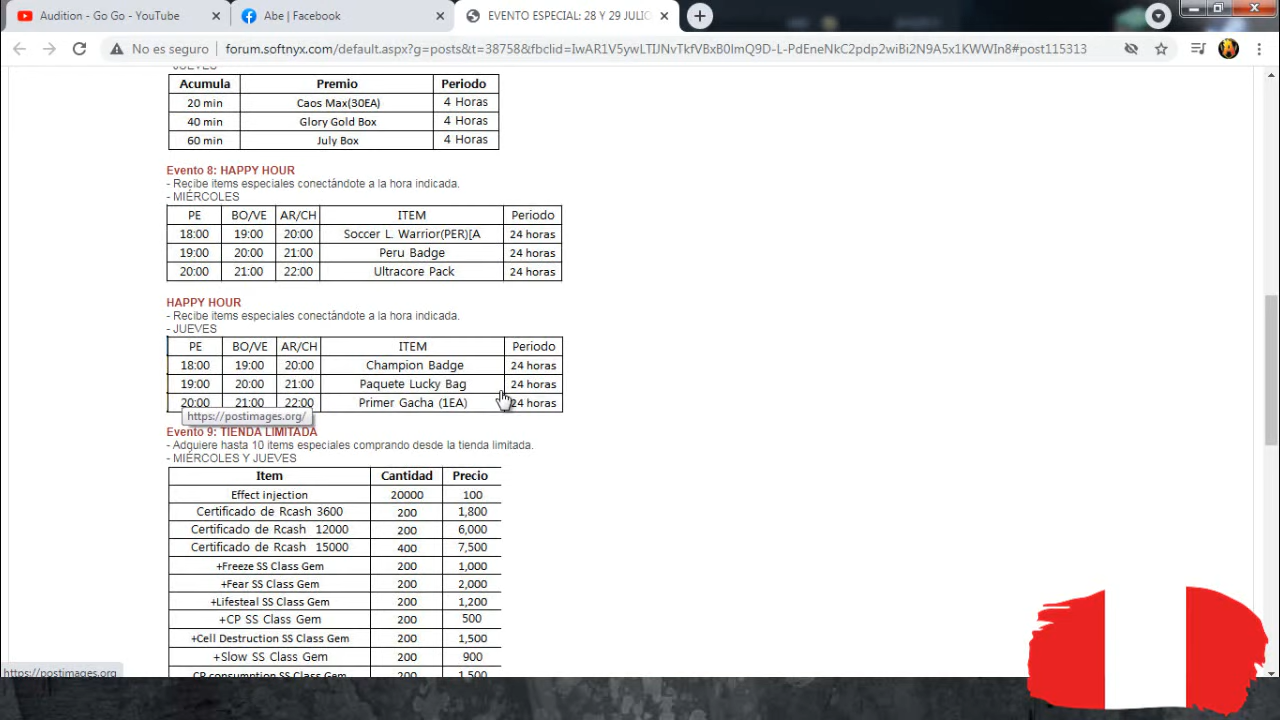 Audition - Go Go - YouTube
Abe | Facebook
EVENTO ESPECIAL: 28 Y 29 JULIO
No es seguro
forum.softnyx.com/default.aspx?g=posts&t=38758&fbclid=IwAR1V5ywLTIJNvTkfVBxB0lmQ9D-L-PdEneNkC2pdp2wiBi2N9A5x1KWWIn8#post115313
- JUEVES
Acumula Premio Periodo
20 min Caos Max(30EA) 4 Horas
40 min Glory Gold Box 4 Horas
60 min July Box 4 Horas
Evento 8: HAPPY HOUR
- Recibe items especiales conectándote a la hora indicada.
- MIÉRCOLES
PE BO/VE AR/CH ITEM Periodo
18:00 19:00 20:00 Soccer L. Warrior(PER)[A 24 horas
19:00 20:00 21:00 Peru Badge 24 horas
20:00 21:00 22:00 Ultracore Pack 24 horas
HAPPY HOUR
- Recibe items especiales conectándote a la hora indicada.
- JUEVES
PE BO/VE AR/CH ITEM Periodo
18:00 19:00 20:00 Champion Badge 24 horas
19:00 20:00 21:00 Paquete Lucky Bag 24 horas
20:00 21:00 22:00 Primer Gacha (1EA) 24 horas
https://postimages.org/
Evento 9: TIENDA LIMITADA
- Adquiere hasta 10 items especiales comprando desde la tienda limitada.
- MIÉRCOLES Y JUEVES
Item Cantidad Precio
Effect injection 20000 100
Certificado de Rcash 3600 200 1,800
Certificado de Rcash 12000 200 6,000
Certificado de Rcash 15000 400 7,500
+Freeze SS Class Gem 200 1,000
+Fear SS Class Gem 200 2,000
+Lifesteal SS Class Gem 200 1,200
+CP SS Class Gem 200 500
+Cell Destruction SS Class Gem 200 1,500
+Slow SS Class Gem 200 900
CP consumption SS Class Gem 200 1,500
https://postimages.org